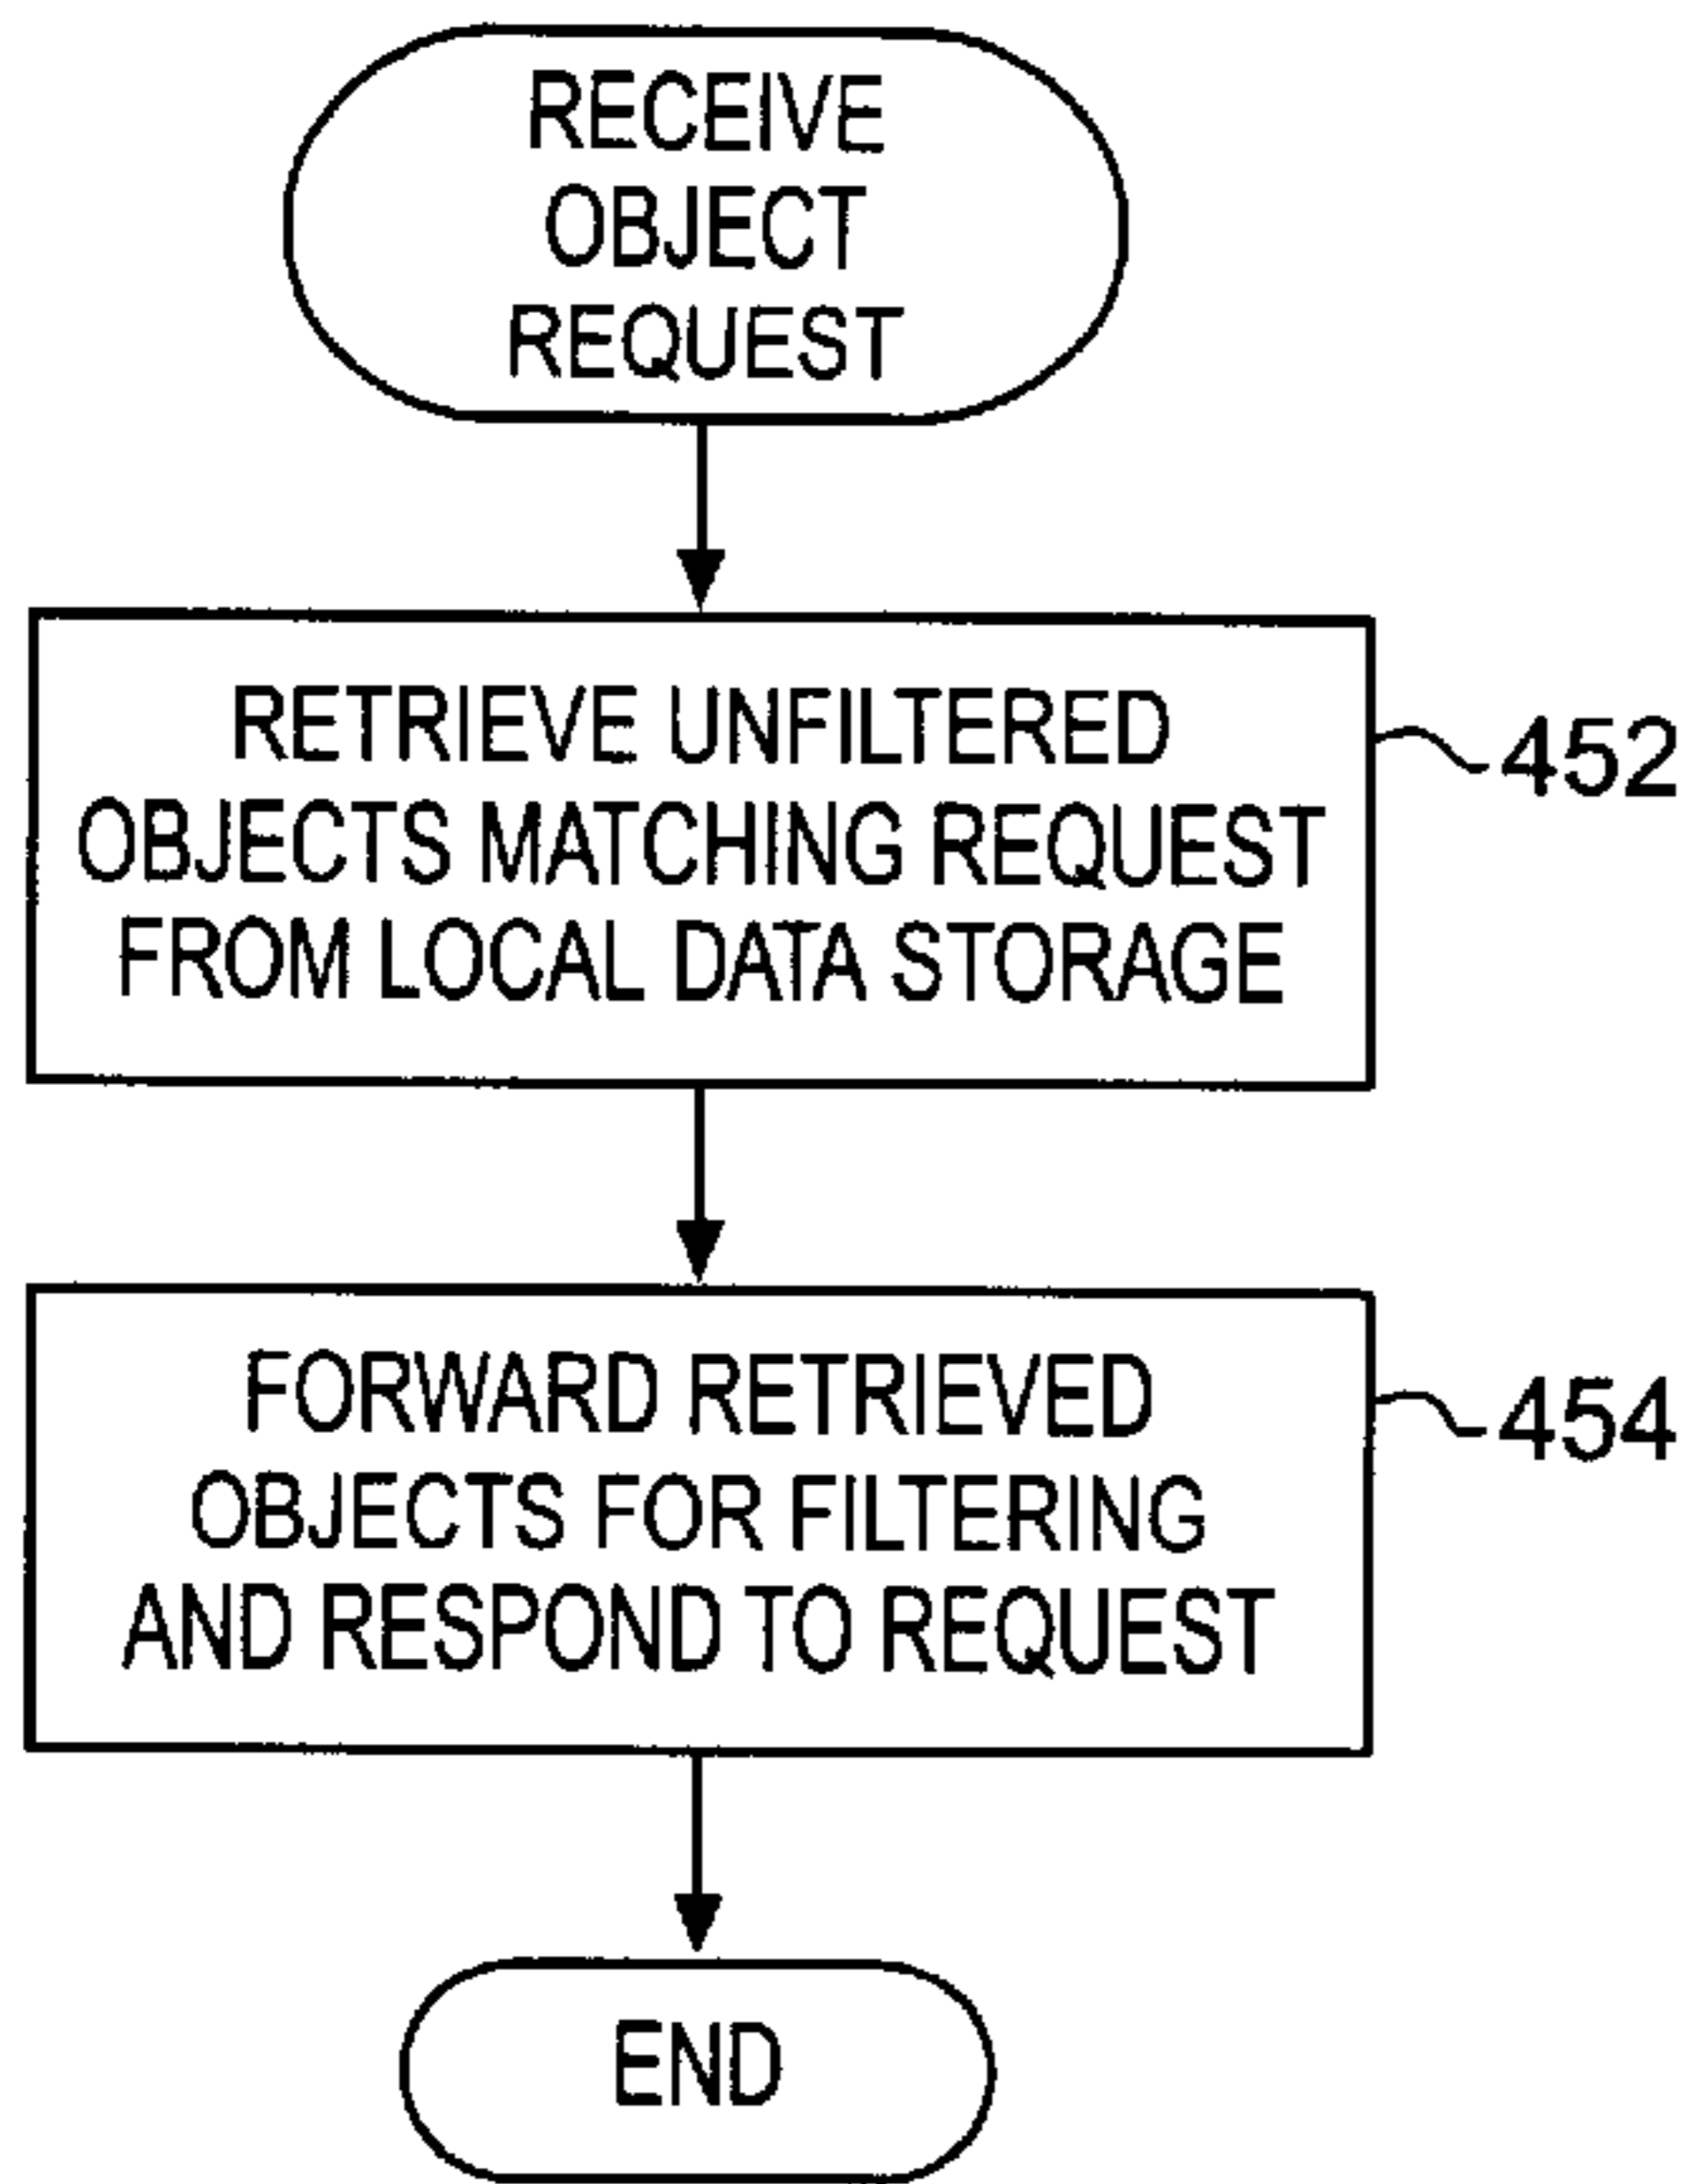 RECEIVE
OBJECT
REQUEST
RETRIEVE UNFILTERED
OBJECTS MATCHING REQUEST
FROM LOCAL DATA STORAGE
452
FORWARD RETRIEVED
OBJECTS FOR FILTERING
AND RESPOND TO REQUEST
454
END